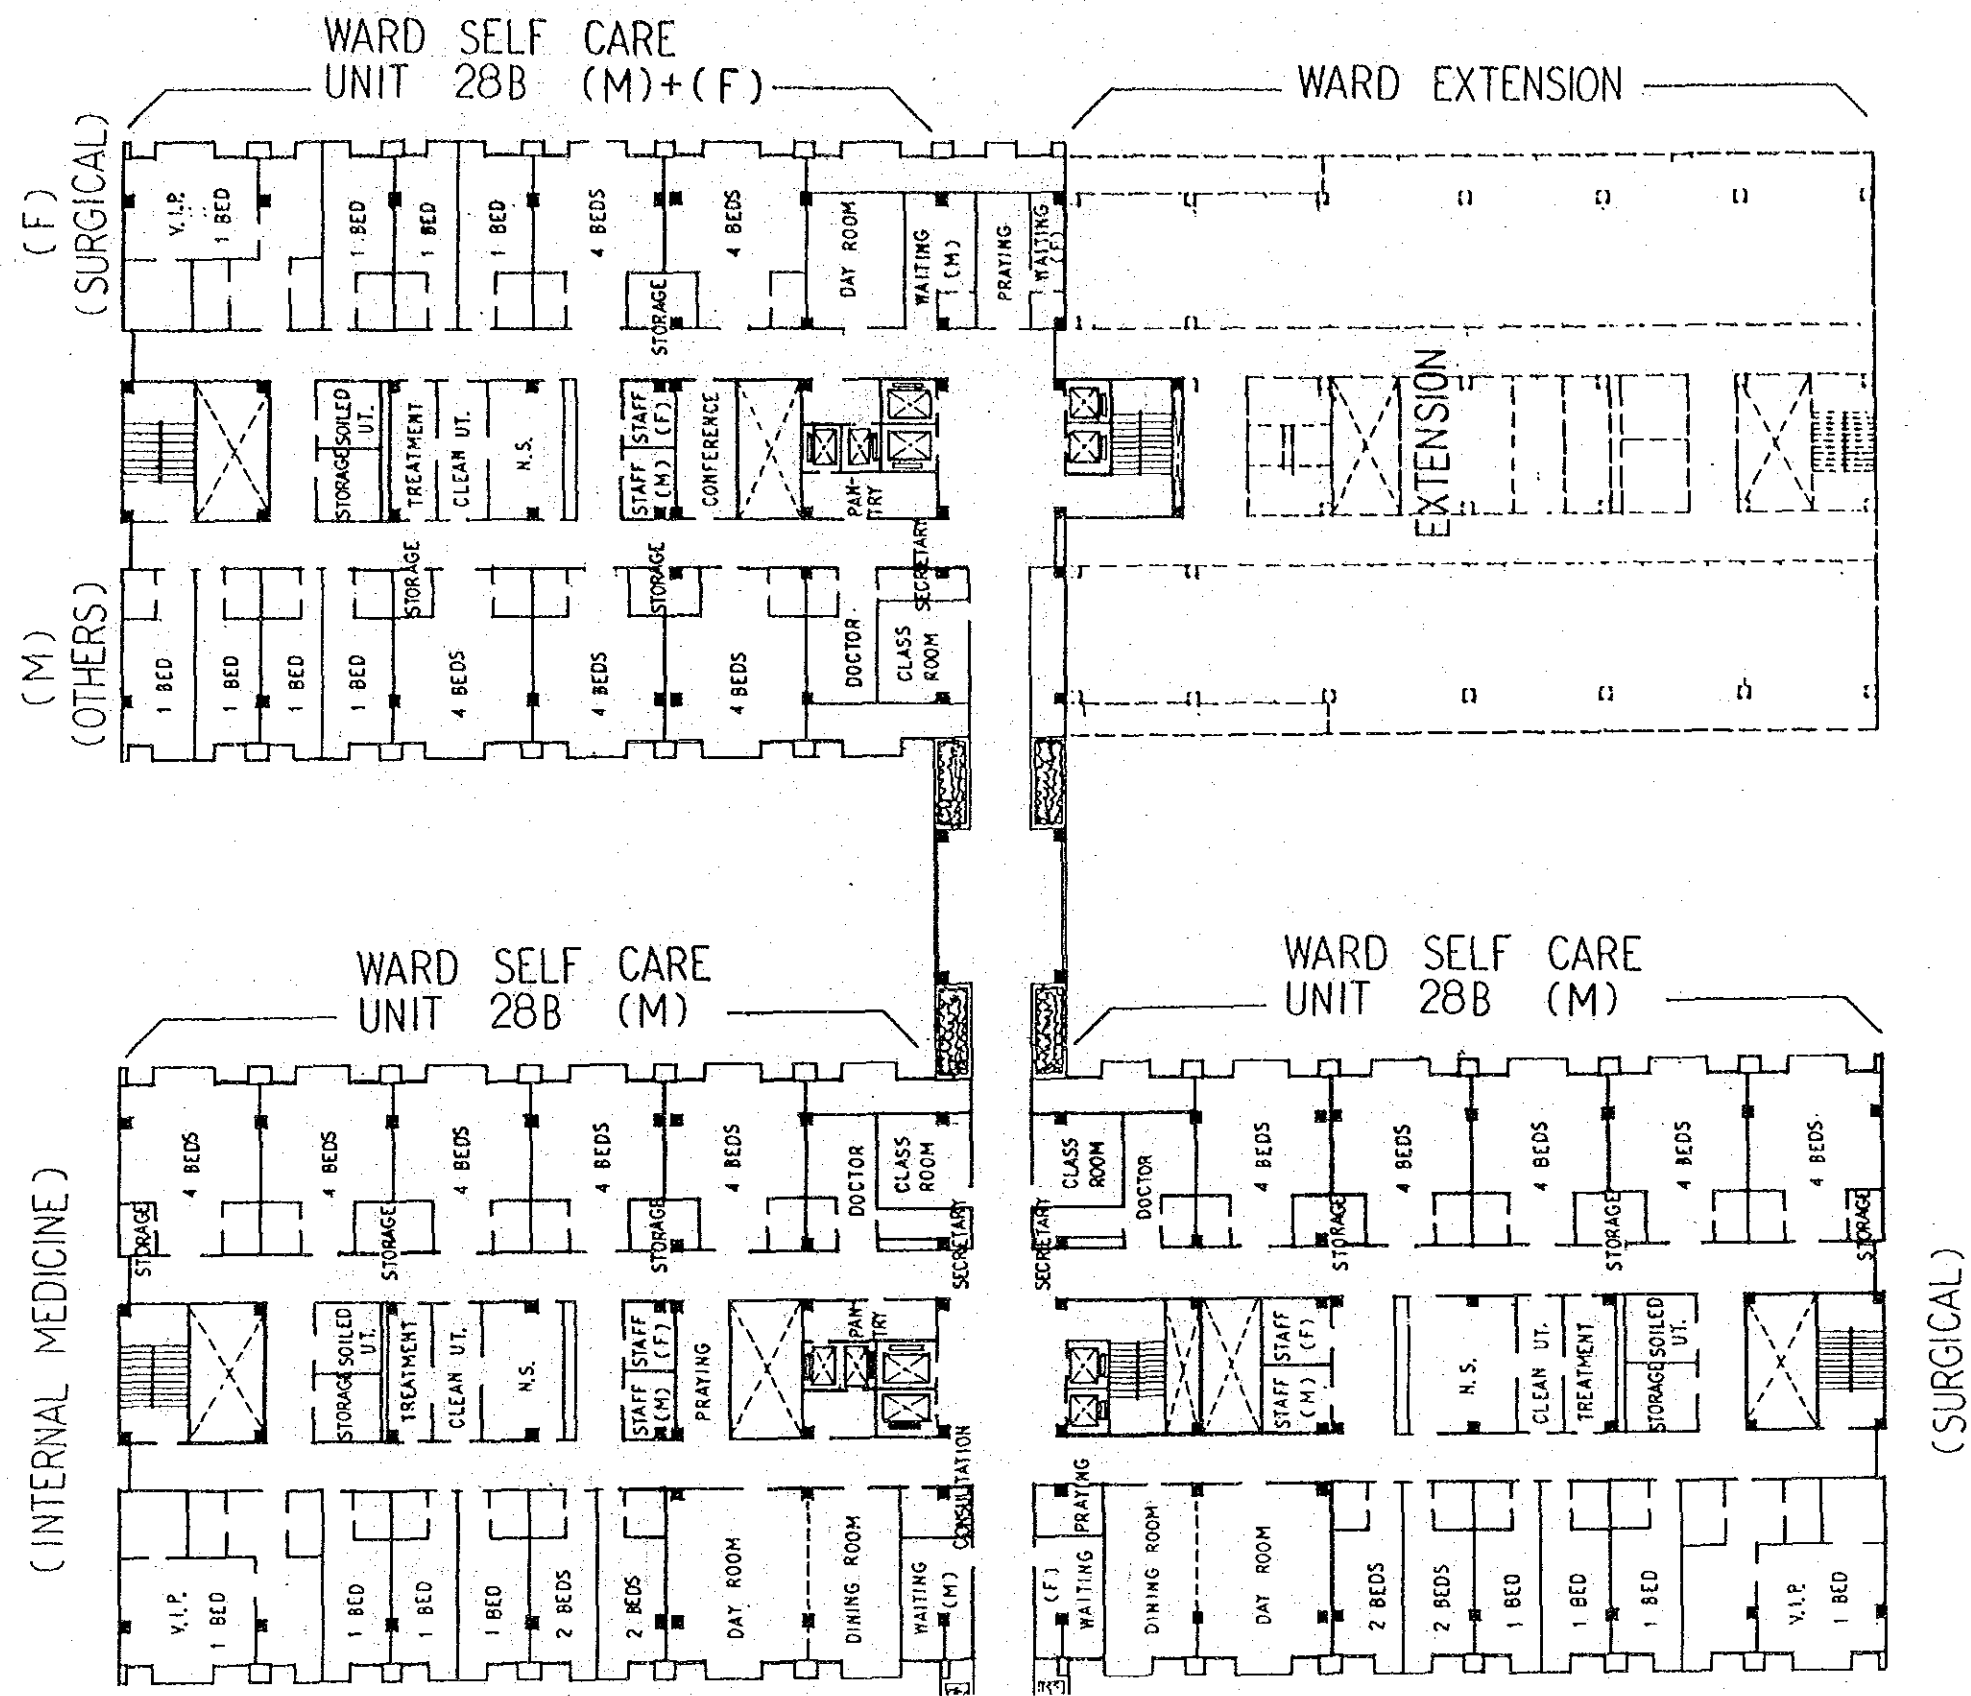 WARD SELF CARE
UNIT 28B (M)+(F)
WARD EXTENSION
(F)
(SURGICAL)
V.I.P.
1 BED
1 BED
1 BED
1 BED
4 BEDS
4 BEDS
DAY ROOM
WAITING
(M)
PRAYING
WAITING
(F)
STORAGE
SOILED
UT.
STORAGE
TREATMENT
CLEAN UT.
N.S.
STAFF
(F)
STAFF
(M)
CONFERENCE
PAN-
TRY
EXTENSION
(M)
(OTHERS)
STORAGE
STORAGE
SECRETARY
1 BED
1 BED
1 BED
1 BED
4 BEDS
4 BEDS
4 BEDS
DOCTOR
CLASS
ROOM
WARD SELF CARE
UNIT 28B (M)
WARD SELF CARE
UNIT 28B (M)
(INTERNAL MEDICINE)
4 BEDS
4 BEDS
4 BEDS
4 BEDS
4 BEDS
DOCTOR
CLASS
ROOM
STORAGE
STORAGE
STORAGE
SECRETARY
SOILED
UT.
STORAGE
TREATMENT
CLEAN UT.
N.S.
STAFF
(F)
STAFF
(M)
PRAYING
PAN-
TRY
CONSULTATION
V.I.P.
1 BED
1 BED
1 BED
1 BED
2 BEDS
2 BEDS
DAY ROOM
DINING ROOM
WAITING
(M)
CLASS
ROOM
DOCTOR
4 BEDS
4 BEDS
4 BEDS
4 BEDS
4 BEDS
SECRETARY
STORAGE
STORAGE
STORAGE
(SURGICAL)
STAFF
(F)
STAFF
(M)
N.S.
CLEAN UT.
TREATMENT
SOILED
UT.
STORAGE
PRAYING
(F)
WAITING
DINING ROOM
DAY ROOM
2 BEDS
2 BEDS
1 BED
1 BED
1 BED
V.I.P.
1 BED